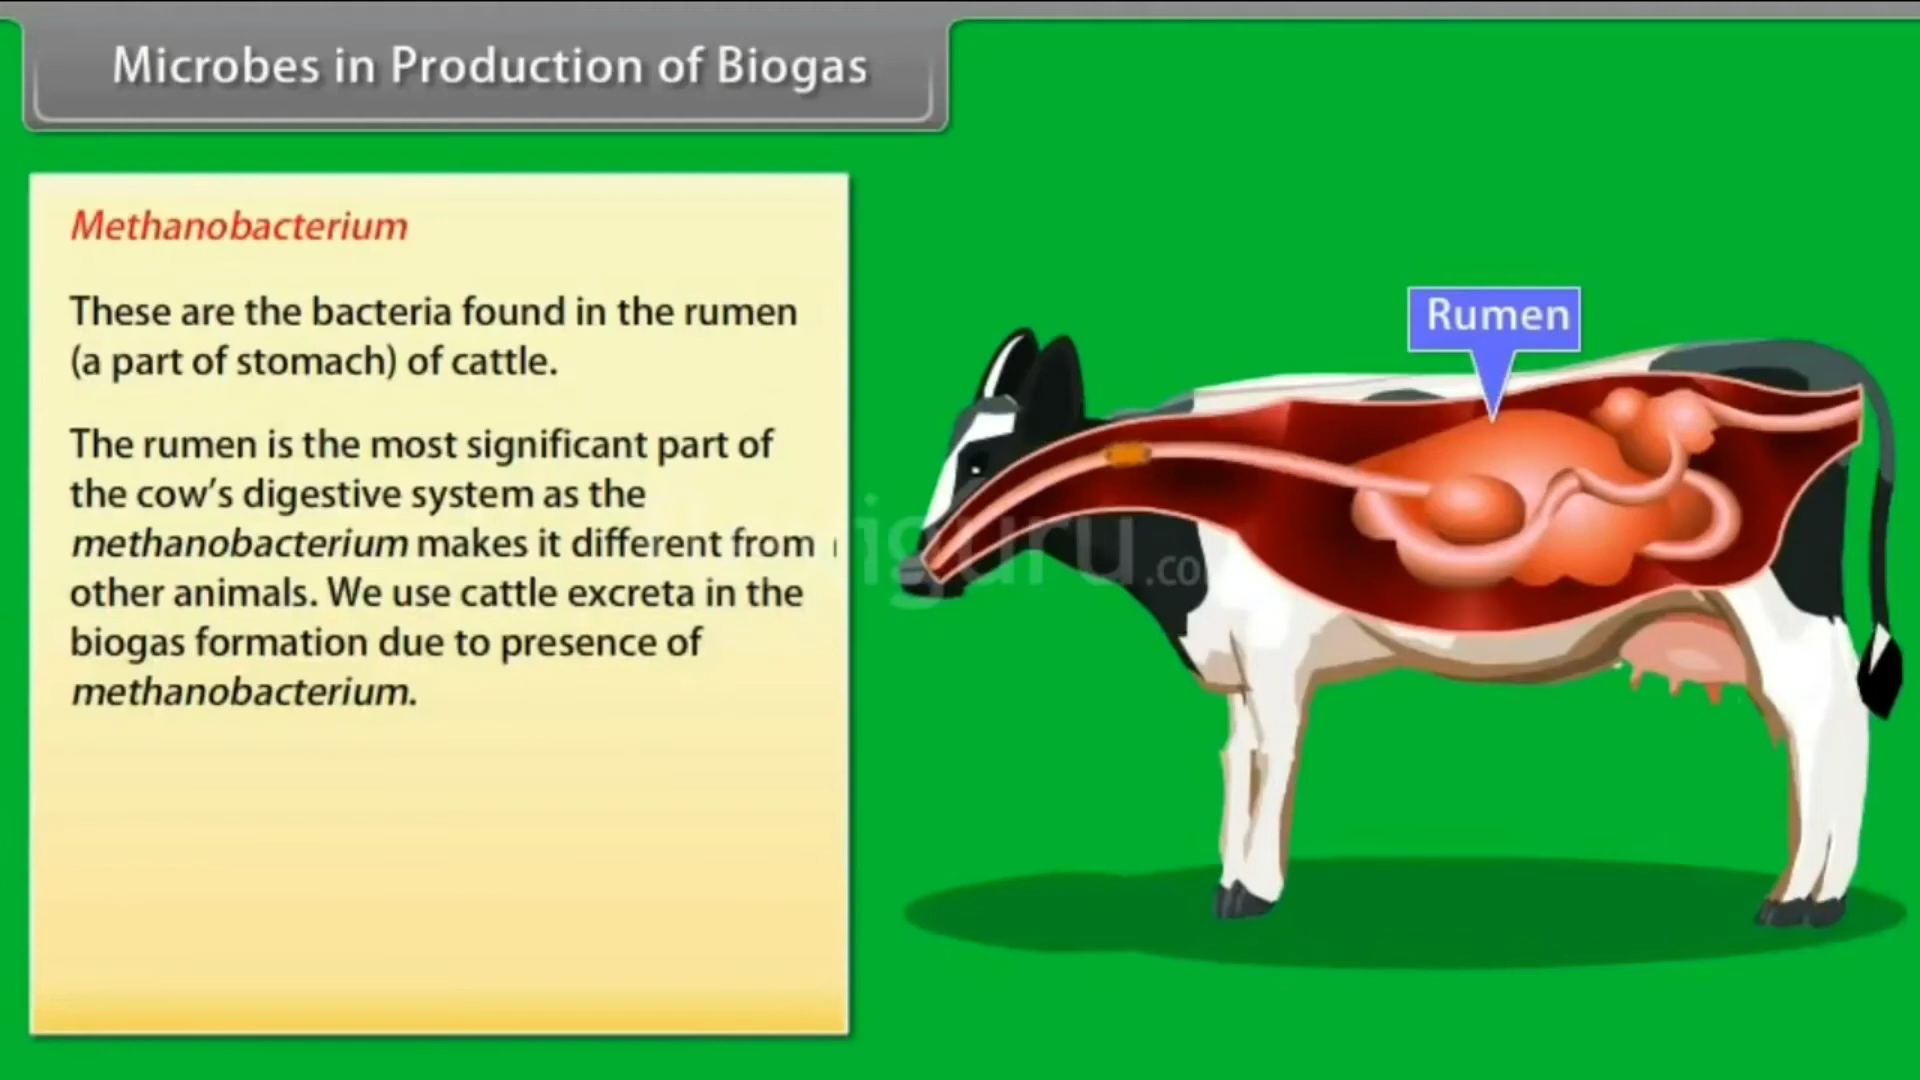 Microbes in Production of Biogas
Methanobacterium
These are the bacteria found in the rumen
(a part of stomach) of cattle.
The rumen is the most significant part of
the cow's digestive system as the
methanobacterium makes it different from
other animals. We use cattle excreta in the
biogas formation due to presence of
methanobacterium.
Rumen